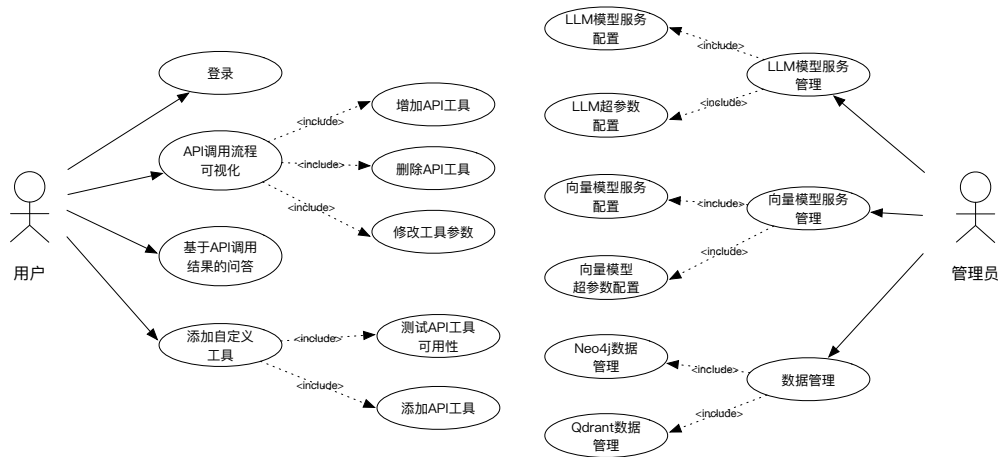 登录
API调用流程
可视化
<include>
增加API工具
<include>
删除API工具
<include>
修改工具参数
用户
基于API调用
结果的问答
添加自定义
工具
<include>
测试API工具
可用性
<include>
添加API工具
LLM模型服务
配置
<include>
LLM模型服务
管理
LLM超参数
配置
<include>
向量模型服务
配置
<include>
向量模型服务
管理
向量模型
超参数配置
<include>
管理员
Neo4j数据
管理
<include>
数据管理
Qdrant数据
管理
<include>